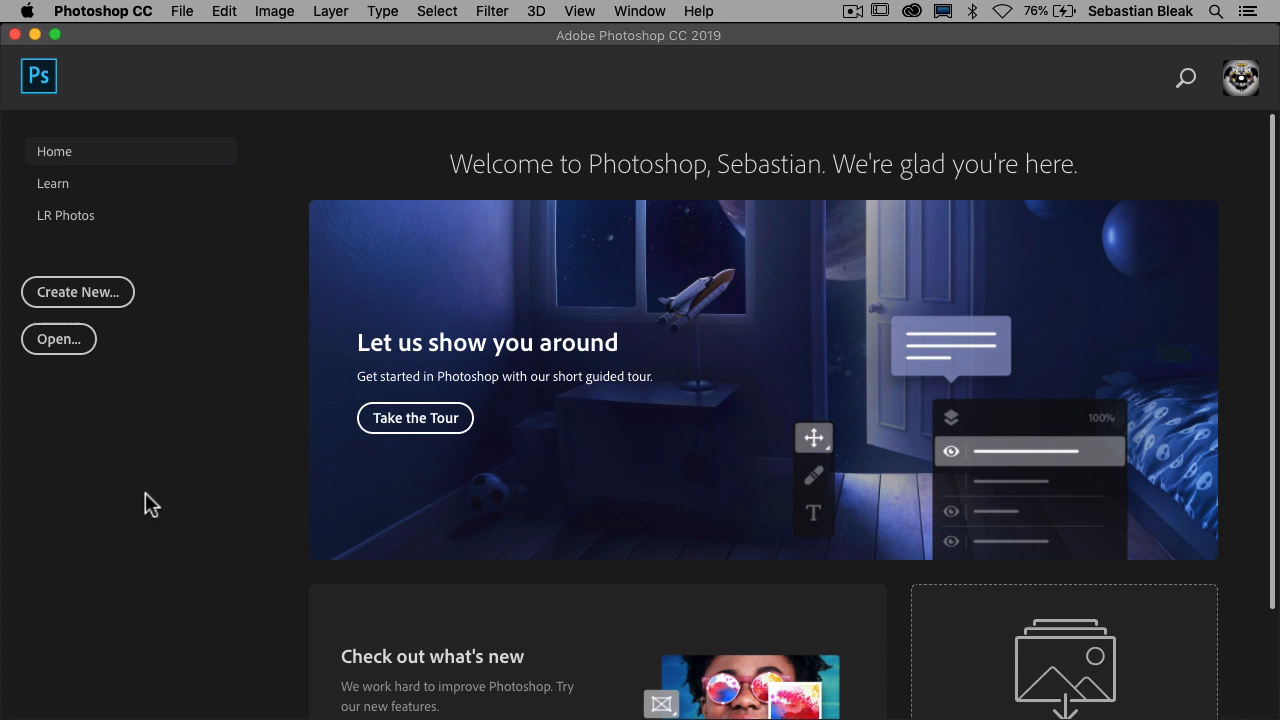 Photoshop CC File Edit Image Layer Type Select Filter 3D View Window Help 76% Sebastian Bleak
Adobe Photoshop CC 2019
Ps
Home
Learn
LR Photos
Create New...
Open...
Welcome to Photoshop, Sebastian. We're glad you're here.
Let us show you around
Get started in Photoshop with our short guided tour.
Take the Tour
100%
T
Check out what's new
We work hard to improve Photoshop. Try
our new features.